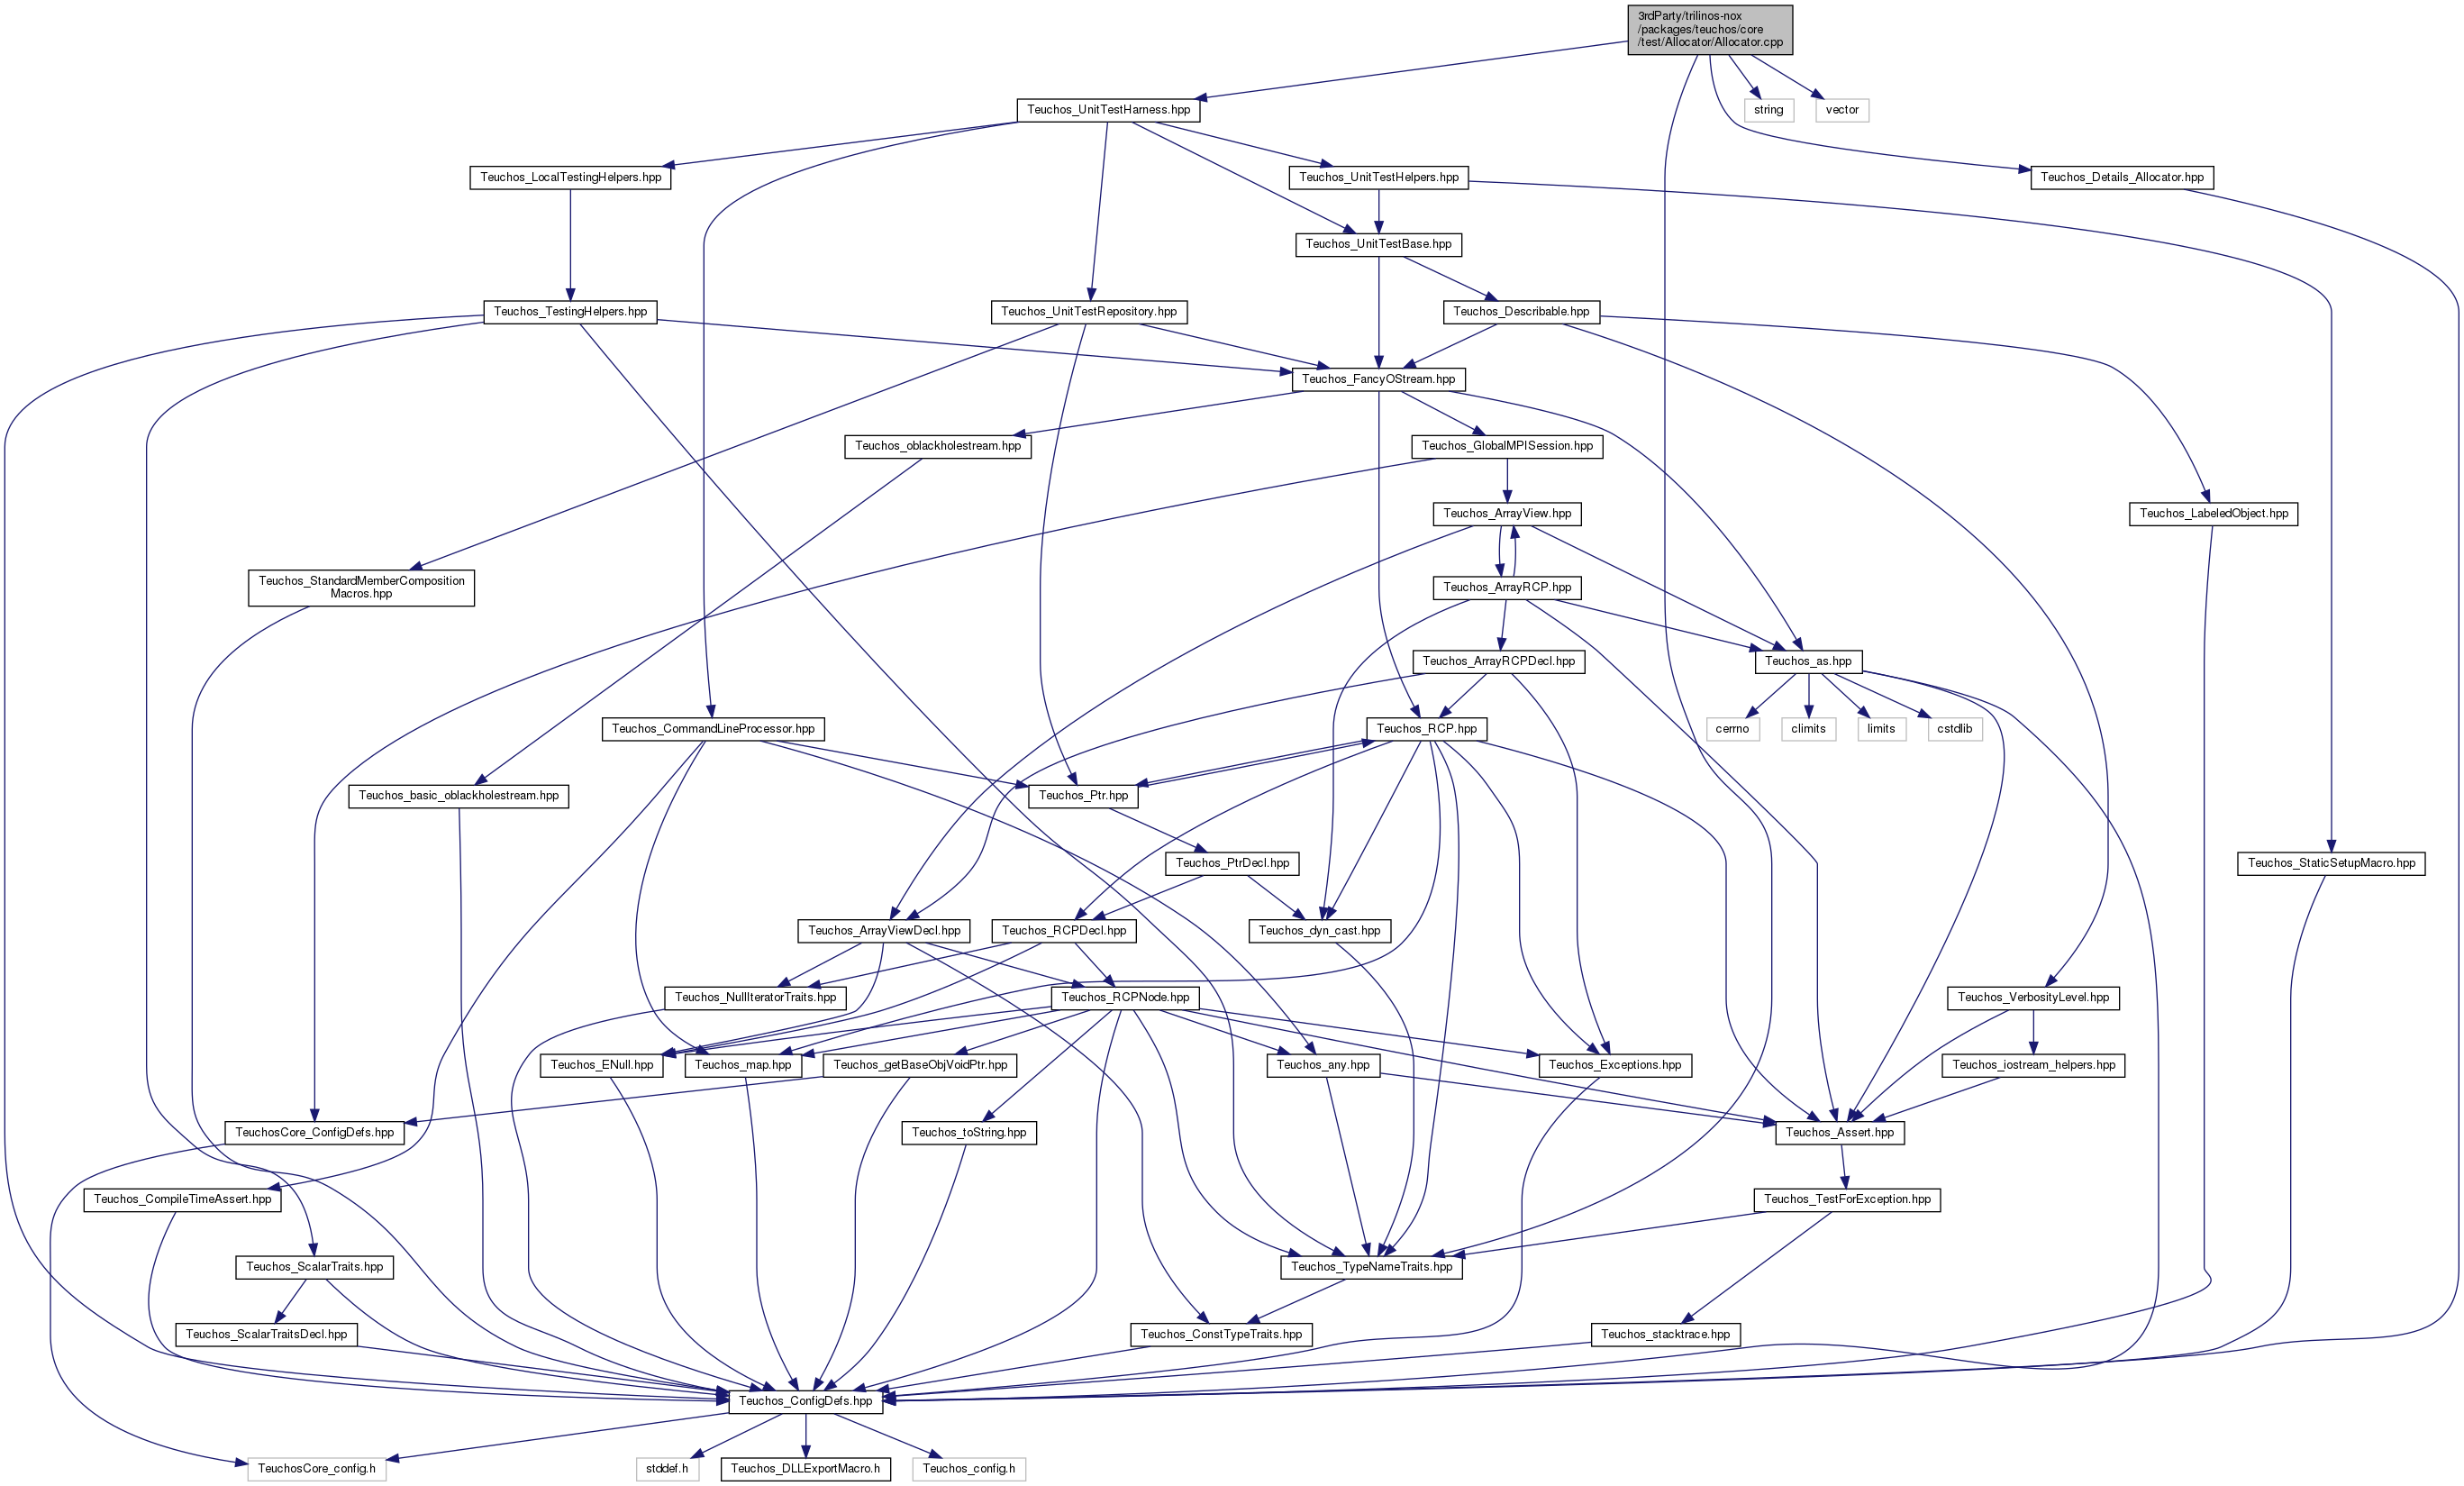 3rdParty/trilinos-nox
/packages/teuchos/core
/test/Allocator/Allocator.cpp
Teuchos_UnitTestHarness.hpp
string
vector
Teuchos_LocalTestingHelpers.hpp
Teuchos_UnitTestHelpers.hpp
Teuchos_Details_Allocator.hpp
Teuchos_UnitTestBase.hpp
Teuchos_TestingHelpers.hpp
Teuchos_UnitTestRepository.hpp
Teuchos_Describable.hpp
Teuchos_FancyOStream.hpp
Teuchos_oblackholestream.hpp
Teuchos_GlobalMPISession.hpp
Teuchos_ArrayView.hpp
Teuchos_LabeledObject.hpp
Teuchos_StandardMemberComposition
Macros.hpp
Teuchos_ArrayRCP.hpp
Teuchos_ArrayRCPDecl.hpp
Teuchos_as.hpp
Teuchos_CommandLineProcessor.hpp
Teuchos_RCP.hpp
cerrno
climits
limits
cstdlib
Teuchos_basic_oblackholestream.hpp
Teuchos_Ptr.hpp
Teuchos_PtrDecl.hpp
Teuchos_StaticSetupMacro.hpp
Teuchos_ArrayViewDecl.hpp
Teuchos_RCPDecl.hpp
Teuchos_dyn_cast.hpp
Teuchos_NullIteratorTraits.hpp
Teuchos_RCPNode.hpp
Teuchos_VerbosityLevel.hpp
Teuchos_ENull.hpp
Teuchos_map.hpp
Teuchos_getBaseObjVoidPtr.hpp
Teuchos_any.hpp
Teuchos_Exceptions.hpp
Teuchos_iostream_helpers.hpp
TeuchosCore_ConfigDefs.hpp
Teuchos_toString.hpp
Teuchos_Assert.hpp
Teuchos_CompileTimeAssert.hpp
Teuchos_TestForException.hpp
Teuchos_ScalarTraits.hpp
Teuchos_TypeNameTraits.hpp
Teuchos_ScalarTraitsDecl.hpp
Teuchos_ConstTypeTraits.hpp
Teuchos_stacktrace.hpp
Teuchos_ConfigDefs.hpp
TeuchosCore_config.h
stddef.h
Teuchos_DLLExportMacro.h
Teuchos_config.h